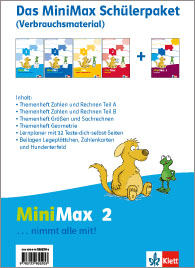 Das MiniMax Schülerpaket
(Verbrauchsmaterial)
+
Inhalt:
• Themenheft Zahlen und Rechnen Teil A
• Themenheft Zahlen und Rechnen Teil B
• Themenheft Größen und Sachrechnen
• Themenheft Geometrie
• Lernplaner mit 32 Teste-dich-selbst-Seiten
• Beilagen Legeplättchen, Zahlenkarten
und Hunderterfeld
MiniMax 2
... nimmt alle mit!
Klett